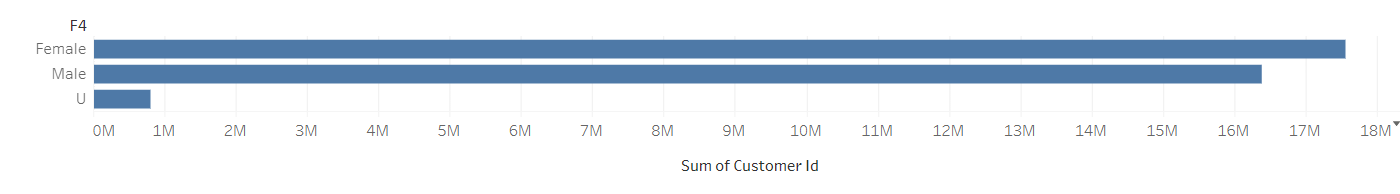 F4
Female
Male
U
0M 1M 2M 3M 4M 5M 6M 7M 8M 9M 10M 11M 12M 13M 14M 15M 16M 17M 18M
Sum of Customer Id